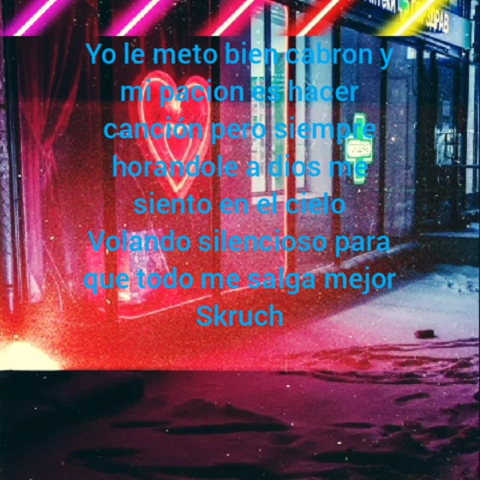 Yo le meto bien cabron y
mi pacion es hacer
canción pero siempre
horandole a dios me
siento en el cielo
Volando silencioso para
que todo me salga mejor
Skruch